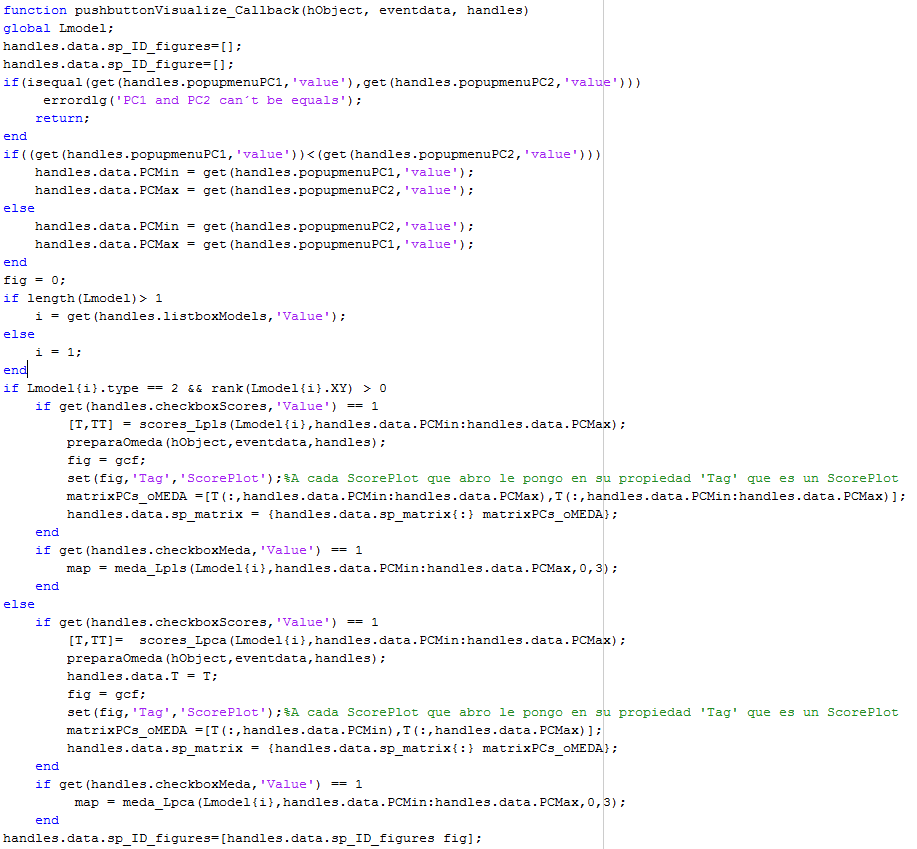 function pushbuttonVisualize_Callback(hObject, eventdata, handles)
global Lmodel;
handles.data.sp_ID_figures=[];
handles.data.sp_ID_figure=[];
if(isequal(get(handles.popupmenuPC1,'value'),get(handles.popupmenuPC2,'value')))
     errordlg('PC1 and PC2 can´t be equals');
    return;
end
if((get(handles.popupmenuPC1,'value'))<(get(handles.popupmenuPC2,'value')))
    handles.data.PCMin = get(handles.popupmenuPC1,'value');
    handles.data.PCMax = get(handles.popupmenuPC2,'value');
else
    handles.data.PCMin = get(handles.popupmenuPC2,'value');
    handles.data.PCMax = get(handles.popupmenuPC1,'value');
end
fig = 0;
if length(Lmodel)> 1
    i = get(handles.listboxModels,'Value');
else
    i = 1;
end
if Lmodel{i}.type == 2 && rank(Lmodel{i}.XY) > 0
    if get(handles.checkboxScores,'Value') == 1
        [T,TT] = scores_Lpls(Lmodel{i},handles.data.PCMin:handles.data.PCMax);
        preparaOmeda(hObject,eventdata,handles);
        fig = gcf;
        set(fig,'Tag','ScorePlot');%A cada ScorePlot que abro le pongo en su propiedad 'Tag' que es un ScorePlot
        matrixPCs_oMEDA =[T(:,handles.data.PCMin:handles.data.PCMax),T(:,handles.data.PCMin:handles.data.PCMax)];
        handles.data.sp_matrix = {handles.data.sp_matrix{:} matrixPCs_oMEDA};
    end
    if get(handles.checkboxMeda,'Value') == 1
        map = meda_Lpls(Lmodel{i},handles.data.PCMin:handles.data.PCMax,0,3);
    end
else
    if get(handles.checkboxScores,'Value') == 1
        [T,TT]=  scores_Lpca(Lmodel{i},handles.data.PCMin:handles.data.PCMax);
        preparaOmeda(hObject,eventdata,handles);
        handles.data.T = T;
        fig = gcf;
        set(fig,'Tag','ScorePlot');%A cada ScorePlot que abro le pongo en su propiedad 'Tag' que es un ScorePlot
        matrixPCs_oMEDA =[T(:,handles.data.PCMin),T(:,handles.data.PCMax)];
        handles.data.sp_matrix = {handles.data.sp_matrix{:} matrixPCs_oMEDA};
    end
    if get(handles.checkboxMeda,'Value') == 1
         map = meda_Lpca(Lmodel{i},handles.data.PCMin:handles.data.PCMax,0,3);
    end
handles.data.sp_ID_figures=[handles.data.sp_ID_figures fig];